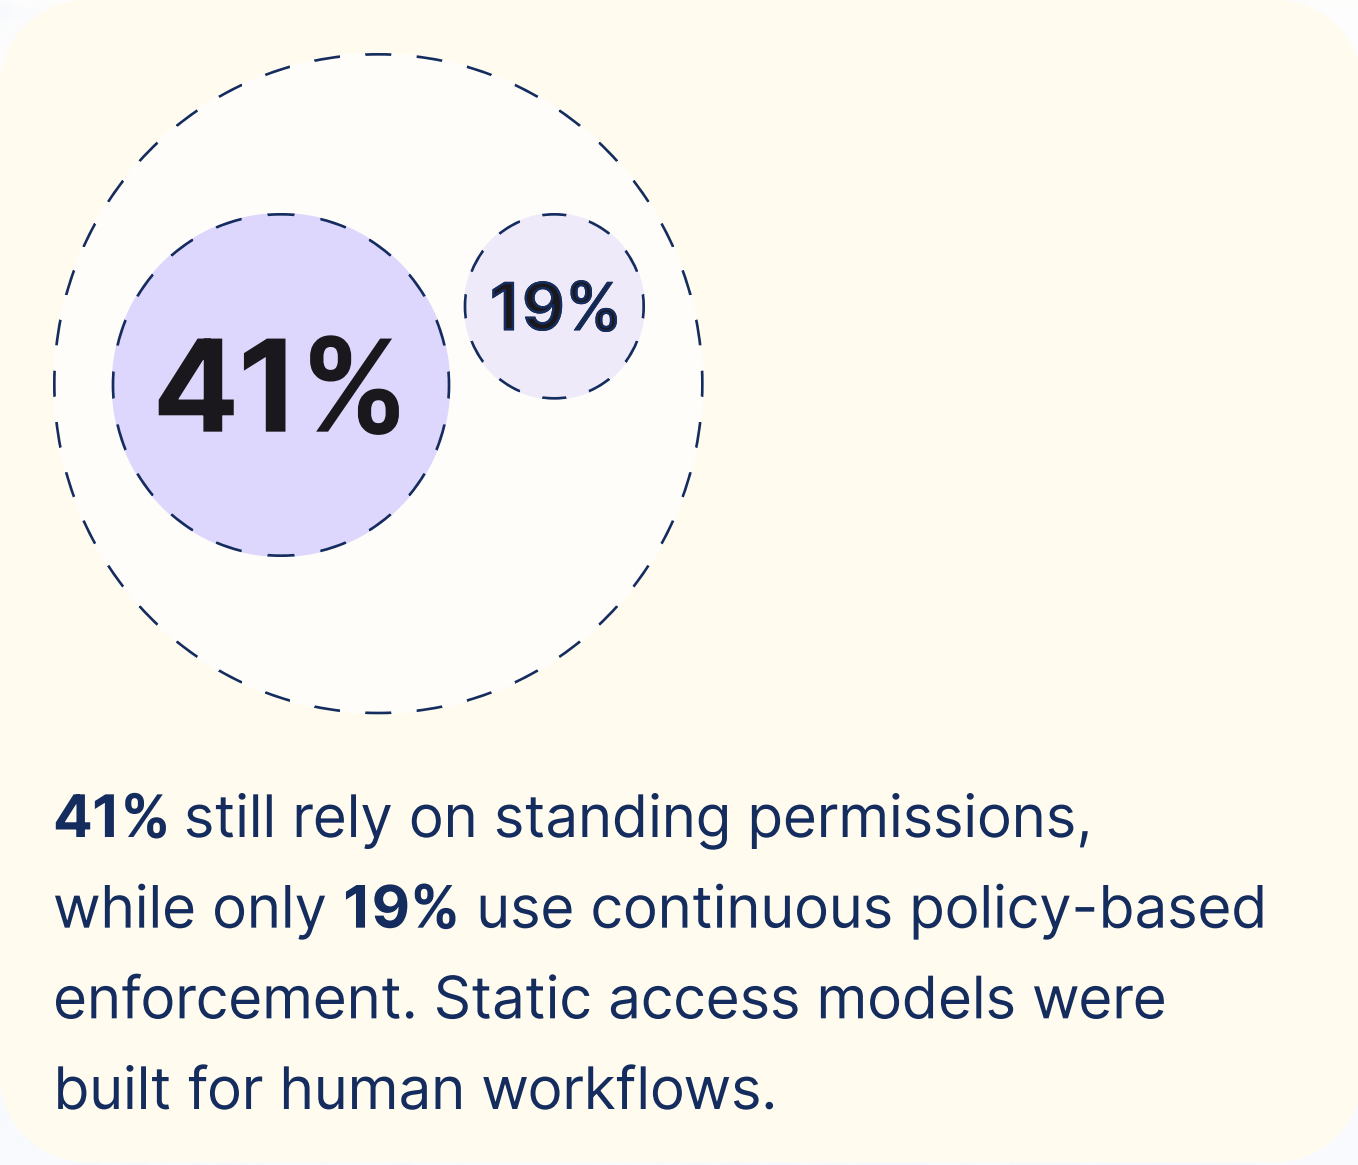 41%
19%
41% still rely on standing permissions,
while only 19% use continuous policy-based
enforcement. Static access models were
built for human workflows.